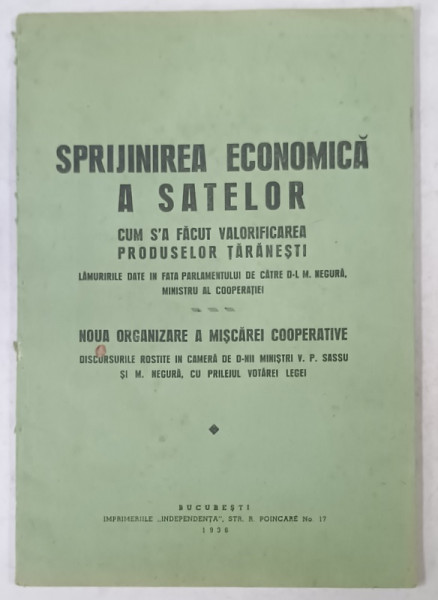 SPRIJINIREA ECONOMICĂ
A SATELOR
CUM S'A FĂCUT VALORIFICAREA
PRODUSELOR ȚĂRĂNEȘTI
LĂMURIRILE DATE IN FATA PARLAMENTULUI DE CĂTRE D-L M. NEGURĂ,
MINISTRU AL COOPERAȚIEI
NOUA ORGANIZARE A MIȘCĂREI COOPERATIVE
DISCURSURILE ROSTITE IN CAMERĂ DE D-NII MINIȘTRI V. P. SASSU
ȘI M. NEGURĂ, CU PRILEJUL VOTĂREI LEGEI
BUCUREȘTI
IMPRIMERIILE „INDEPENDENȚA", STR. R. POINCARÉ No. 17
1936